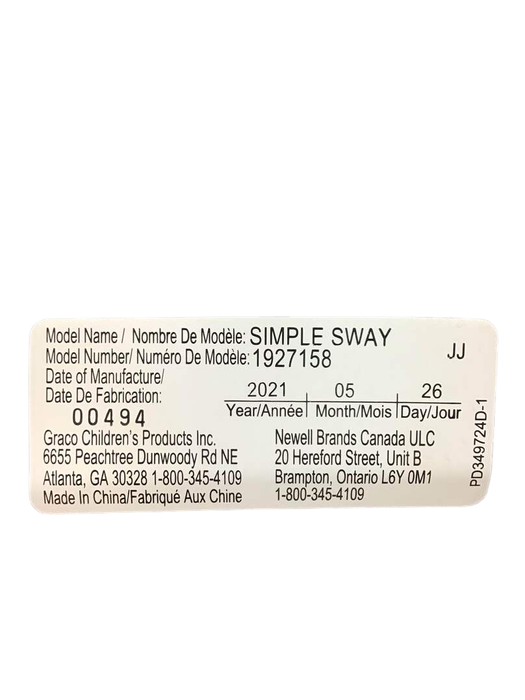 Model Name / Nombre De Modèle: SIMPLE SWAY
Model Number/ Numéro De Modèle: 1927158
JJ
Date of Manufacture/
Date De Fabrication:
2021 05 26
Year/Année Month/Mois Day/Jour
00494
Graco Children's Products Inc.
6655 Peachtree Dunwoody Rd NE
Atlanta, GA 30328 1-800-345-4109
Made In China/Fabriqué Aux Chine
Newell Brands Canada ULC
20 Hereford Street, Unit B
Brampton, Ontario L6Y 0M1
1-800-345-4109
PD349724D-1